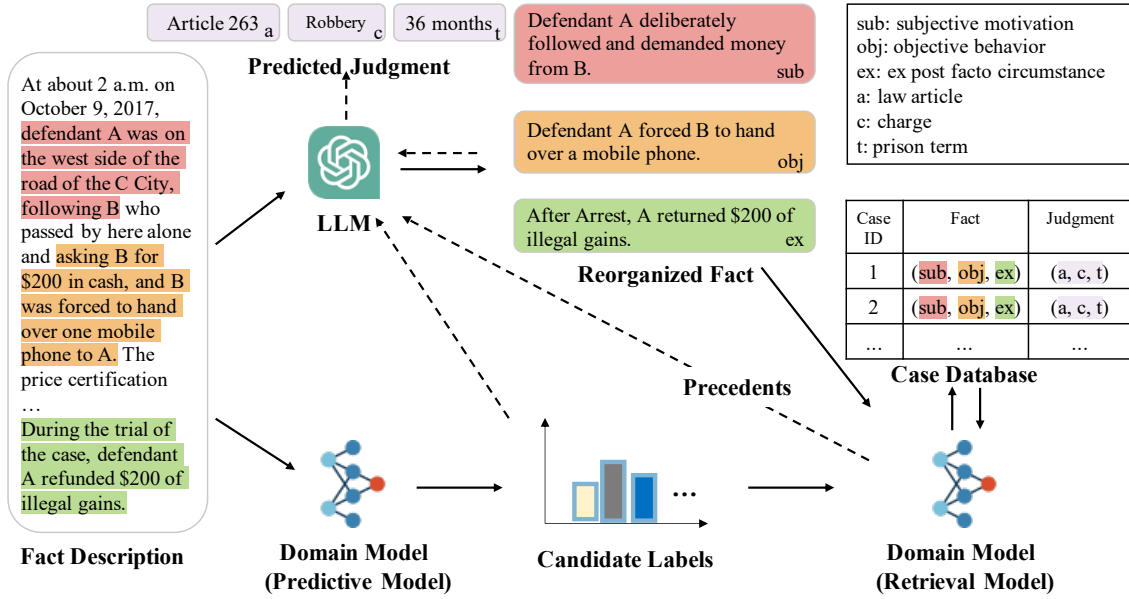 Article 263 a
Robbery c
36 months t
Predicted Judgment
Defendant A deliberately
followed and demanded money
from B. sub
sub: subjective motivation
obj: objective behavior
ex: ex post facto circumstance
a: law article
c: charge
t: prison term
At about 2 a.m. on
October 9, 2017,
defendant A was on
the west side of the
road of the C City,
following B who
passed by here alone
and asking B for
$200 in cash, and B
was forced to hand
over one mobile
phone to A. The
price certification
...
During the trial of
the case, defendant
A refunded $200 of
illegal gains.
Fact Description
LLM
Defendant A forced B to hand
over a mobile phone. obj
After Arrest, A returned $200 of
illegal gains. ex
Reorganized Fact
Case ID Fact Judgment
1 (sub, obj, ex) (a, c, t)
2 (sub, obj, ex) (a, c, t)
... ... ...
Case Database
Precedents
Domain Model
(Predictive Model)
...
Candidate Labels
Domain Model
(Retrieval Model)